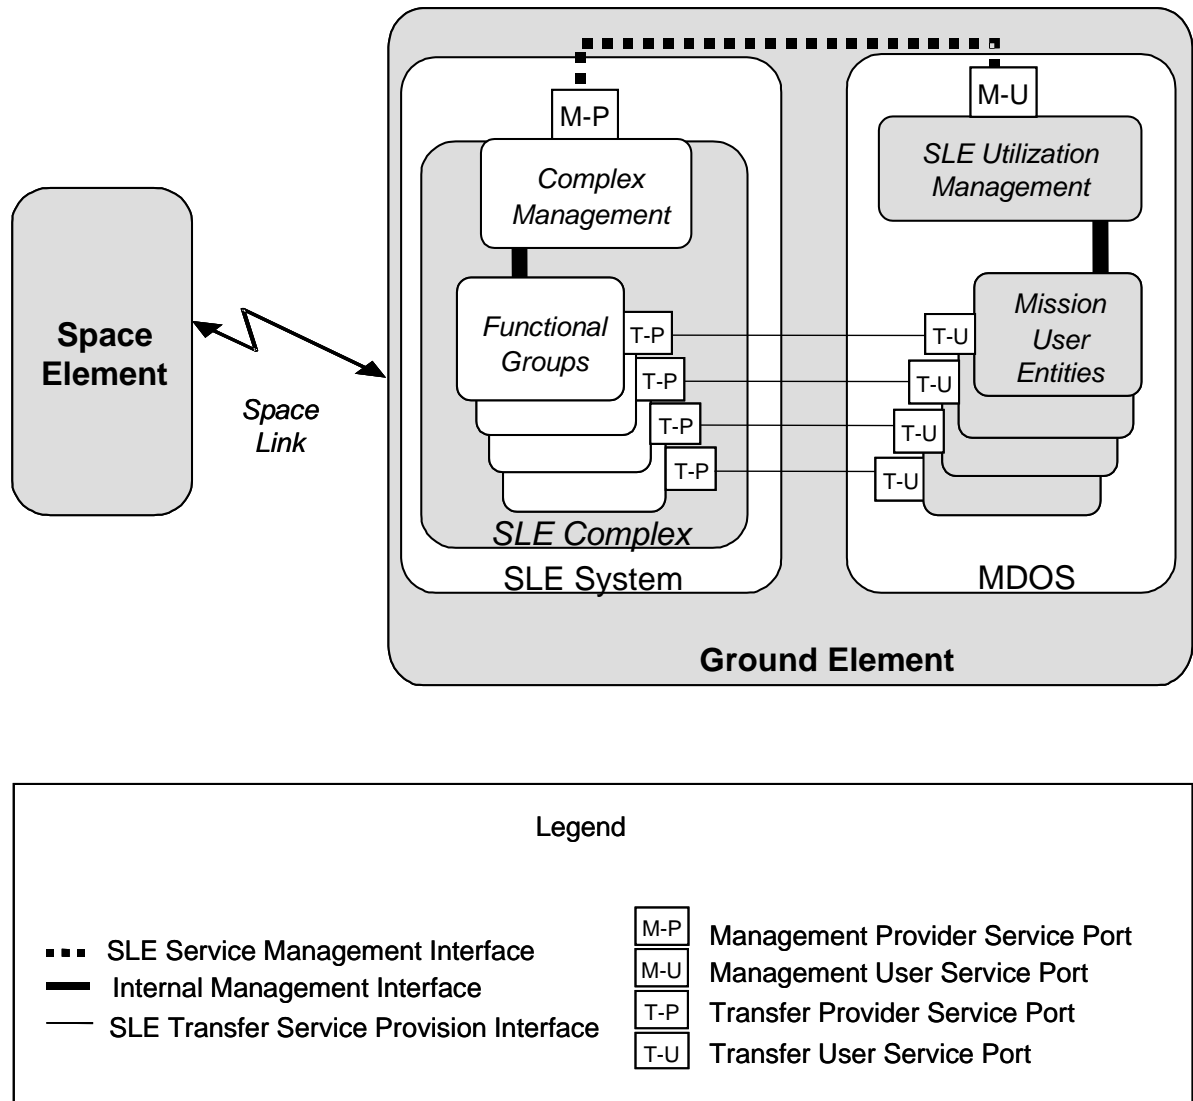 M-P
M-U
Complex
Management
SLE Utilization
Management
Space
Element
Space
Link
Functional
Groups
Mission
User
Entities
T-P
T-U
T-P
T-U
T-P
T-U
T-P
T-U
SLE Complex
SLE System
MDOS
Ground Element
Legend
SLE Service Management Interface
Internal Management Interface
SLE Transfer Service Provision Interface
M-P Management Provider Service Port
M-U Management User Service Port
T-P Transfer Provider Service Port
T-U Transfer User Service Port